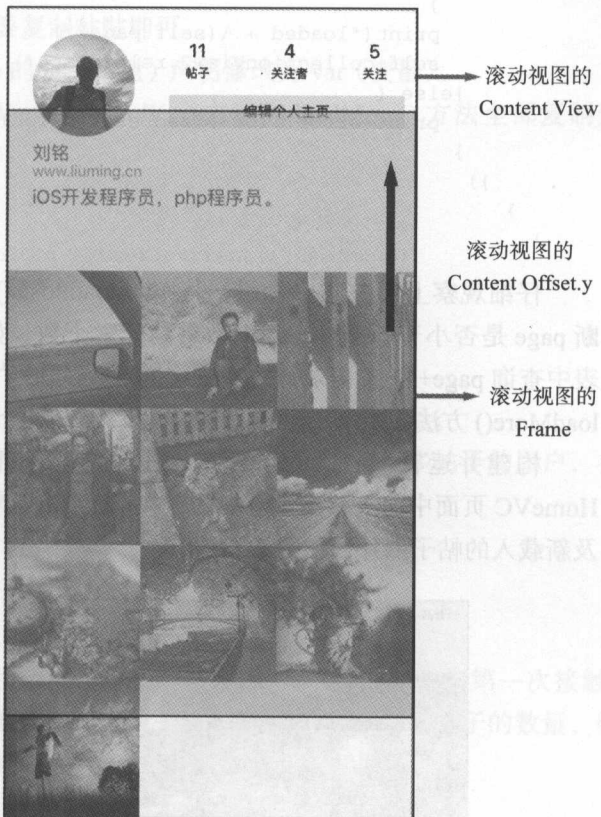 11 4 5
帖子 关注者 关注
编辑个人主页
刘铭
www.liuming.cn
iOS开发程序员，php程序员。
滚动视图的
Content View
滚动视图的
Content Offset.y
滚动视图的
Frame